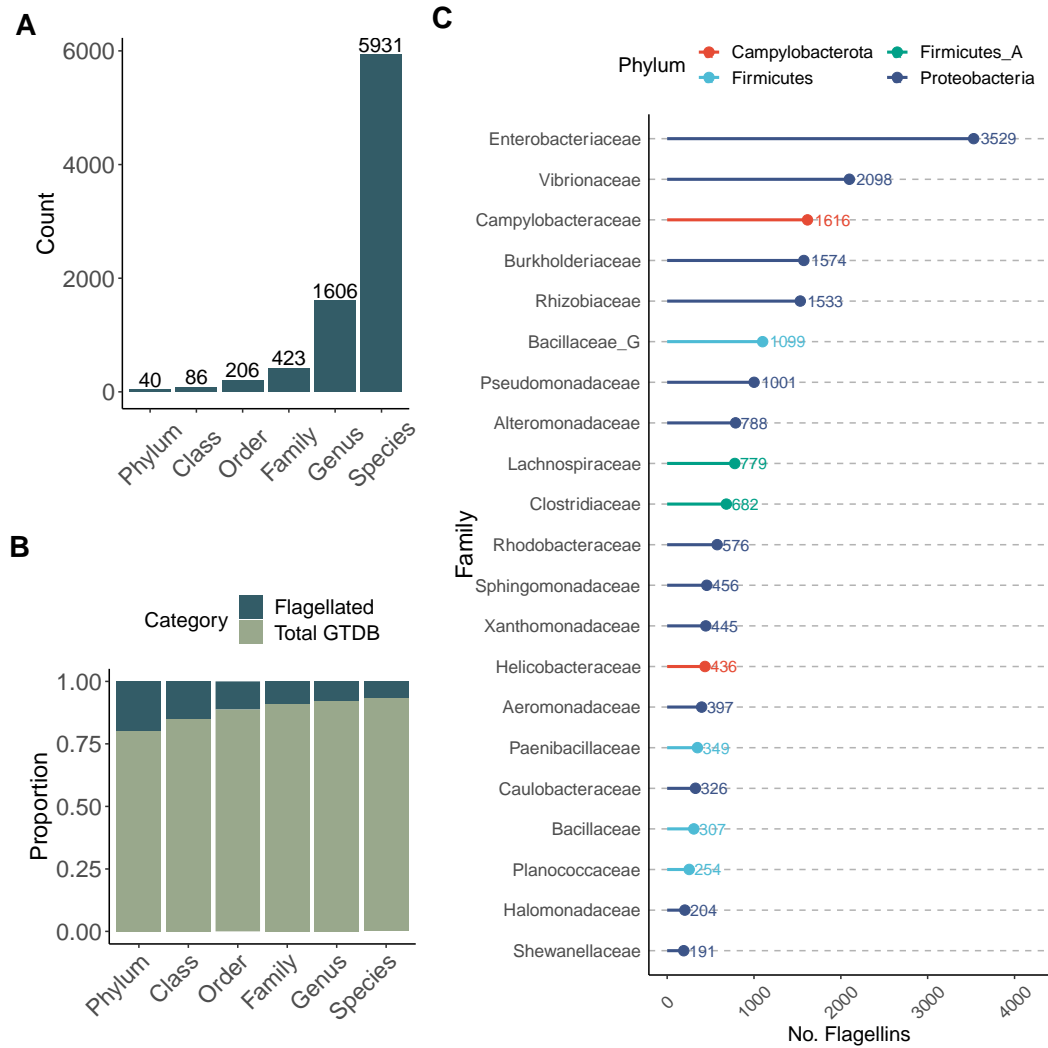 A
6000
4000
2000
0
Count
40
86
206
423
1606
5931
Phylum
Class
Order
Family
Genus
Species
B
Category
Flagellated
Total GTDB
1.00
0.75
0.50
0.25
0.00
Proportion
Phylum
Class
Order
Family
Genus
Species
C
Phylum
Campylobacterota
Firmicutes_A
Firmicutes
Proteobacteria
Family
Enterobacteriaceae 3529
Vibrionaceae 2098
Campylobacteraceae 1616
Burkholderiaceae 1574
Rhizobiaceae 1533
Bacillaceae_G 1099
Pseudomonadaceae 1001
Alteromonadaceae 788
Lachnospiraceae 779
Clostridiaceae 682
Rhodobacteraceae 576
Sphingomonadaceae 456
Xanthomonadaceae 445
Helicobacteraceae 436
Aeromonadaceae 397
Paenibacillaceae 349
Caulobacteraceae 326
Bacillaceae 307
Planococcaceae 254
Halomonadaceae 204
Shewanellaceae 191
0
1000
2000
3000
4000
No. Flagellins